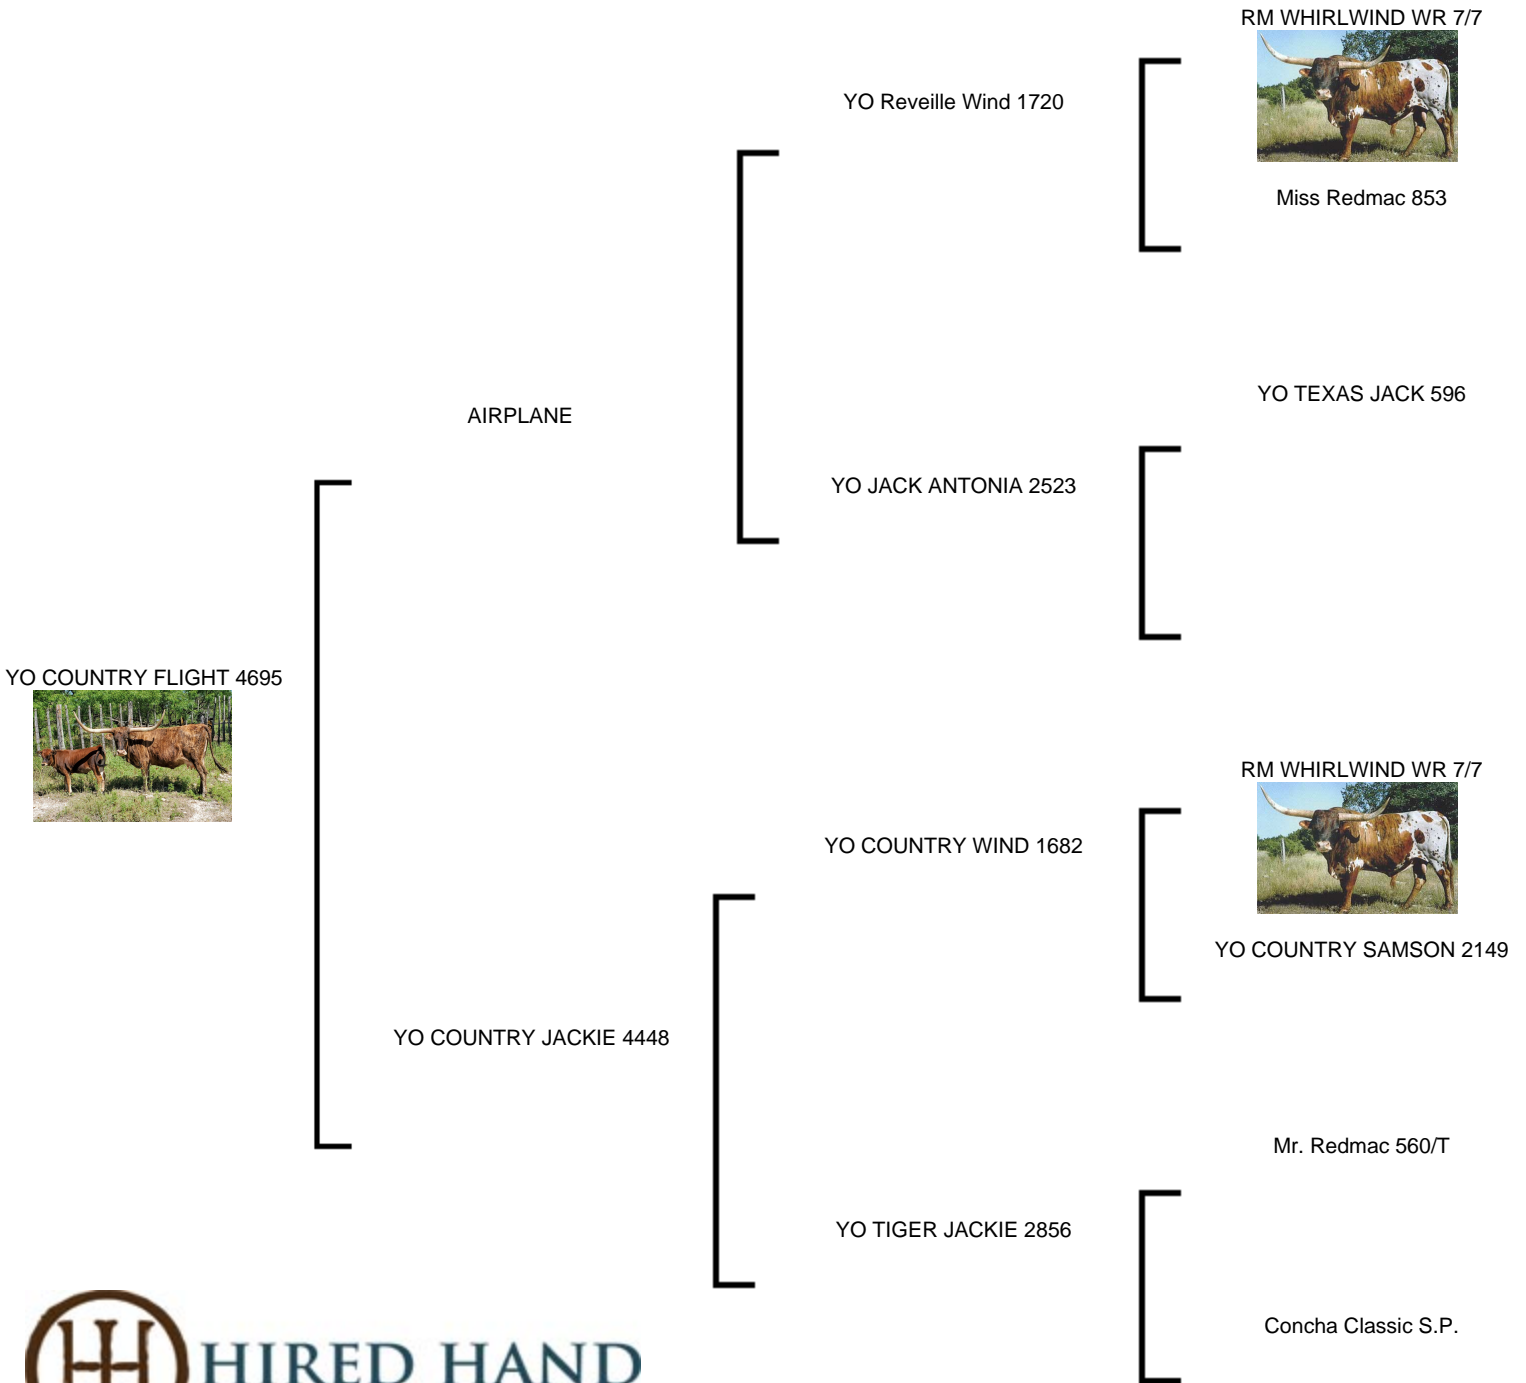 RM WHIRLWIND WR 7/7
YO Reveille Wind 1720
Miss Redmac 853
AIRPLANE
YO TEXAS JACK 596
YO JACK ANTONIA 2523
YO COUNTRY FLIGHT 4695
RM WHIRLWIND WR 7/7
YO COUNTRY WIND 1682
YO COUNTRY SAMSON 2149
YO COUNTRY JACKIE 4448
Mr. Redmac 560/T
YO TIGER JACKIE 2856
Concha Classic S.P.
HIRED HAND